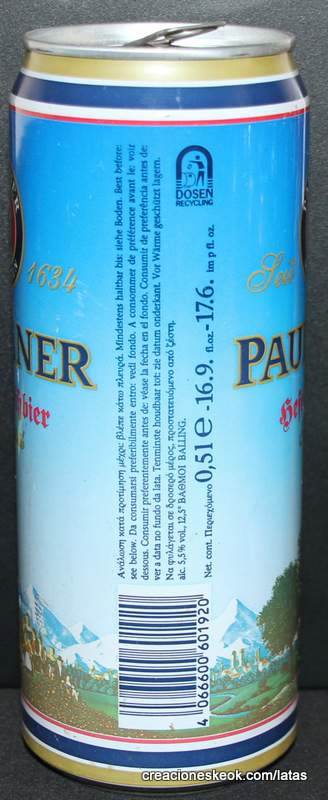 1634
NER
bier
Seit
PAU
Hef
DOSEN
RECYCLING
Ανάλωση κατά προτίμηση μέχρι: βλέπε κάτω πλευρά. Mindestens haltbar bis: siehe Boden. Best before:
see below. Da consumarsi preferibilmente entro: vedi fondo. A consommer de préférence avant le: voir
dessous. Consumir preferentemente antes de: véase la fecha en el fondo. Consumir de preferência antes de:
ver a data no fundo da lata. Tenminste houdbaar tot: zie datum onderkant. Vor Wärme geschützt lagern.
Να φυλάγεται σε δροσερό μέρος, προστατευόμενο από ζέστη.
alc. 5,5% vol., 12,5° ΒΑΘΜΟΙ BALLING.
Net. cont. Περιεχόμενο 0,5l e -16.9. fl.oz.-17.6. im p fl. oz.
4 066600 601920
creacioneskeok.com/latas